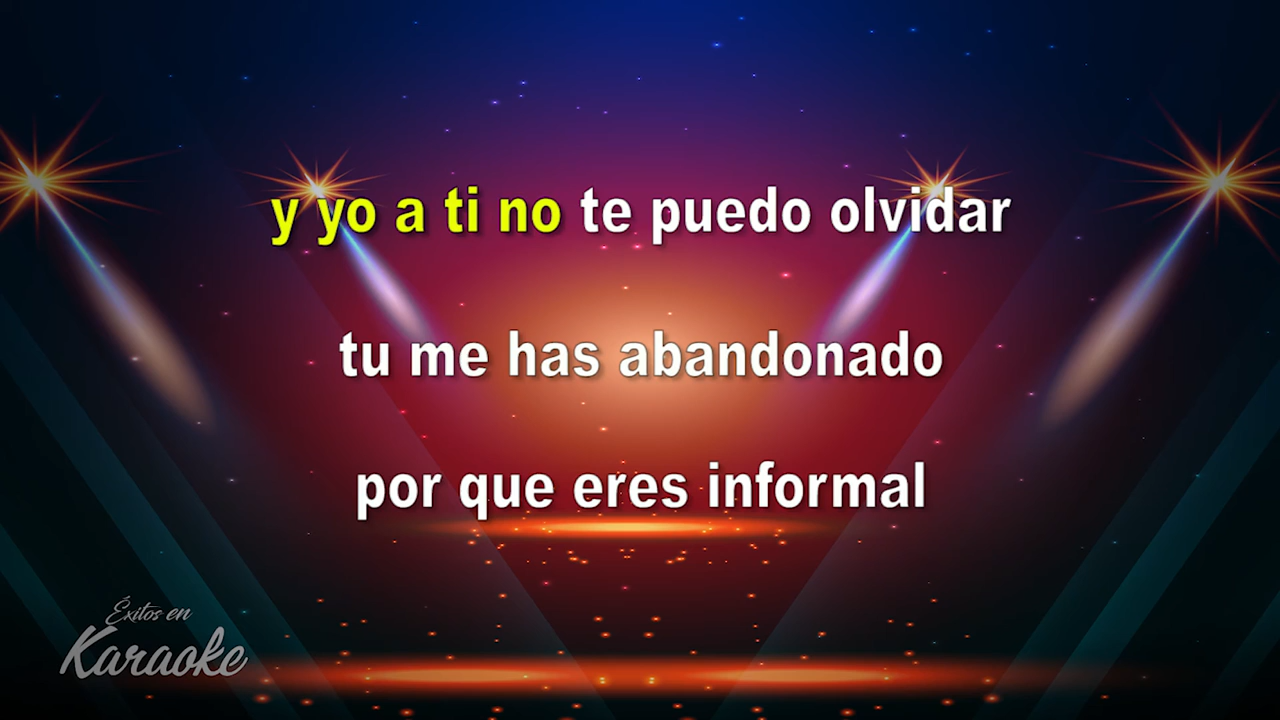 y yo a ti no te puedo olvidar
tu me has abandonado
por que eres informal
Éxitos en
Karaoke